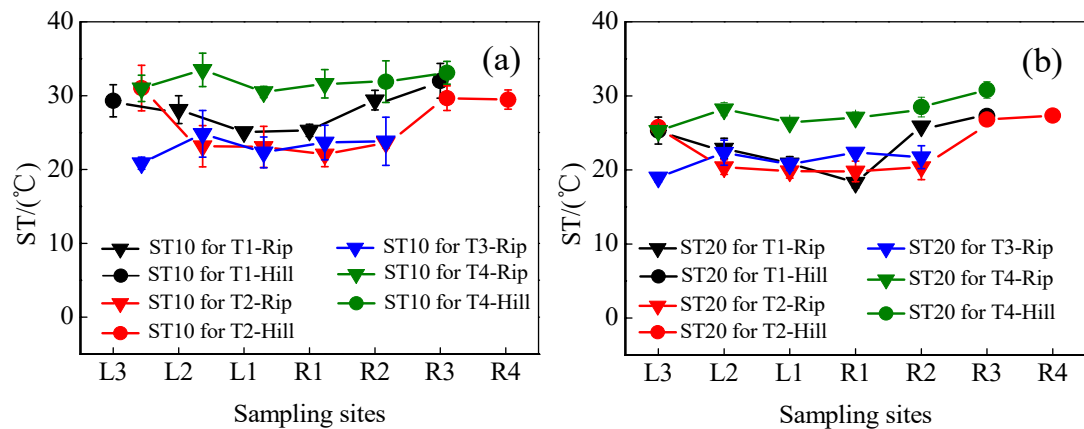 40
30
20
10
0
ST/(℃)
(a)
ST10 for T1-Rip
ST10 for T1-Hill
ST10 for T2-Rip
ST10 for T2-Hill
ST10 for T3-Rip
ST10 for T4-Rip
ST10 for T4-Hill
L3 L2 L1 R1 R2 R3 R4
Sampling sites
40
30
20
10
0
ST/(℃)
(b)
ST20 for T1-Rip
ST20 for T1-Hill
ST20 for T2-Rip
ST20 for T2-Hill
ST20 for T3-Rip
ST20 for T4-Rip
ST20 for T4-Hill
L3 L2 L1 R1 R2 R3 R4
Sampling sites